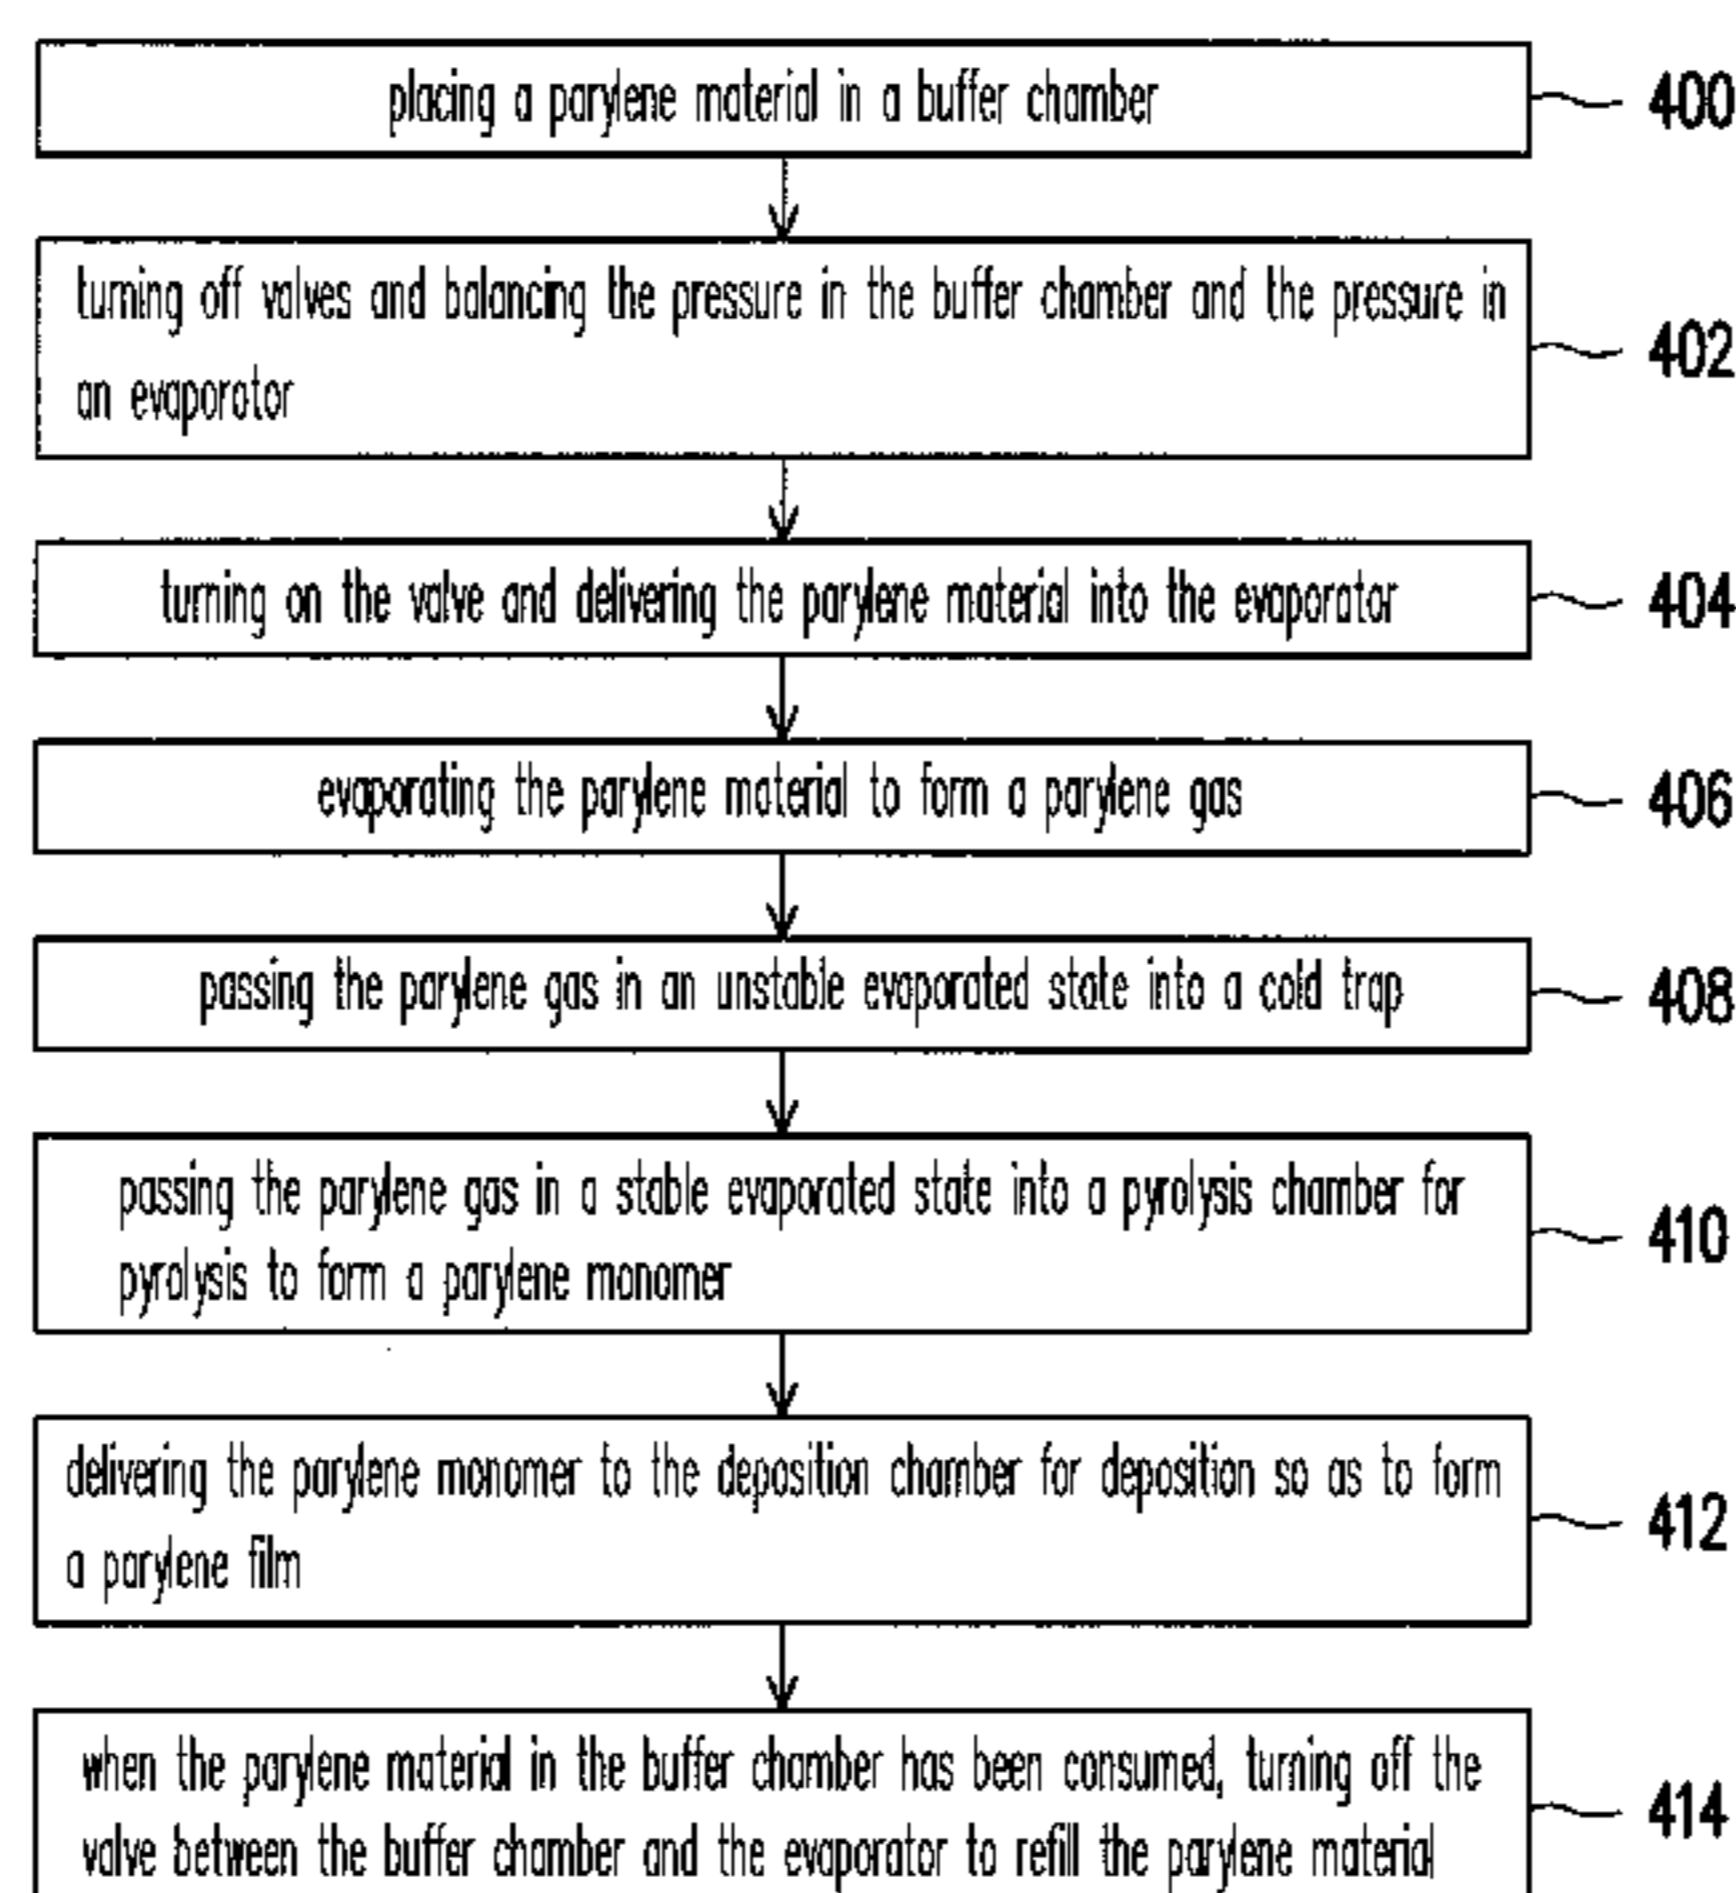 placing a parylene material in a buffer chamber
400
turning off valves and balancing the pressure in the buffer chamber and the pressure in
an evaporator
402
turning on the valve and delivering the parylene material into the evaporator
404
evaporating the parylene material to form a parylene gas
406
passing the parylene gas in an unstable evaporated state into a cold trap
408
passing the parylene gas in a stable evaporated state into a pyrolysis chamber for
pyrolysis to form a parylene monomer
410
delivering the parylene monomer to the deposition chamber for deposition so as to form
a parylene film
412
when the parylene material in the buffer chamber has been consumed, turning off the
valve between the buffer chamber and the evaporator to refill the parylene material
414